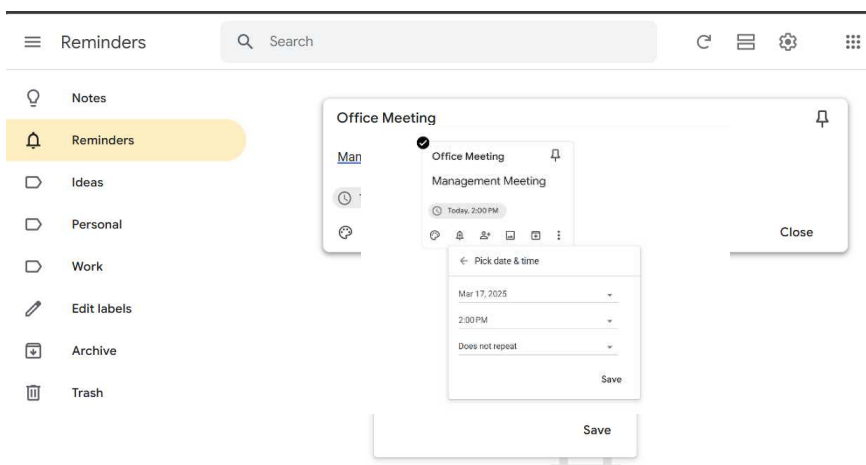 Reminders
Search
Notes
Reminders
Ideas
Personal
Work
Edit labels
Archive
Trash
Office Meeting
Man
Office Meeting
Management Meeting
Today, 2:00 PM
Close
Pick date & time
Mar 17, 2025
2:00 PM
Does not repeat
Save
Save